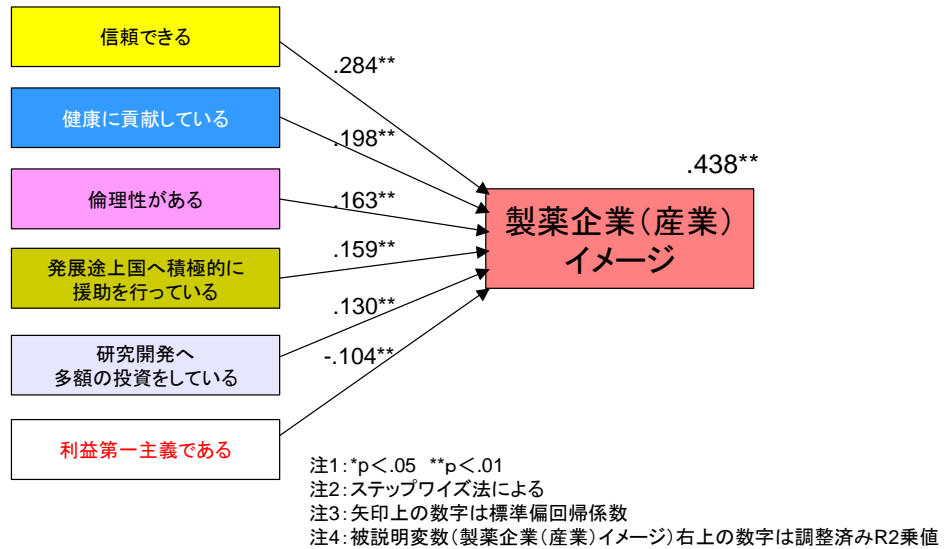 信頼できる
.284**
健康に貢献している
.198**
.438**
倫理性がある
.163**
製薬企業(産業)
イメージ
発展途上国へ積極的に
援助を行っている
.159**
研究開発へ
多額の投資をしている
.130**
-.104**
利益第一主義である
注1:*p<.05 **p<.01
注2:ステップワイズ法による
注3:矢印上の数字は標準偏回帰係数
注4:被説明変数(製薬企業(産業)イメージ)右上の数字は調整済みR2乗値